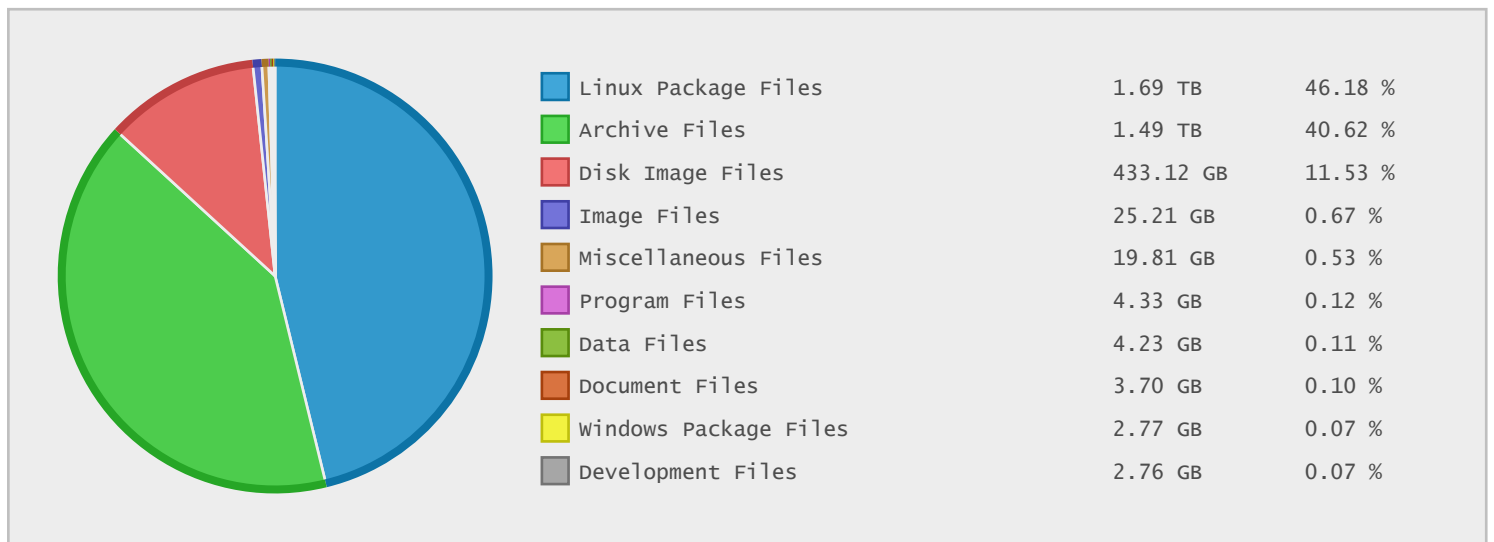 Linux Package Files 1.69 TB 46.18 %
Archive Files 1.49 TB 40.62 %
Disk Image Files 433.12 GB 11.53 %
Image Files 25.21 GB 0.67 %
Miscellaneous Files 19.81 GB 0.53 %
Program Files 4.33 GB 0.12 %
Data Files 4.23 GB 0.11 %
Document Files 3.70 GB 0.10 %
Windows Package Files 2.77 GB 0.07 %
Development Files 2.76 GB 0.07 %